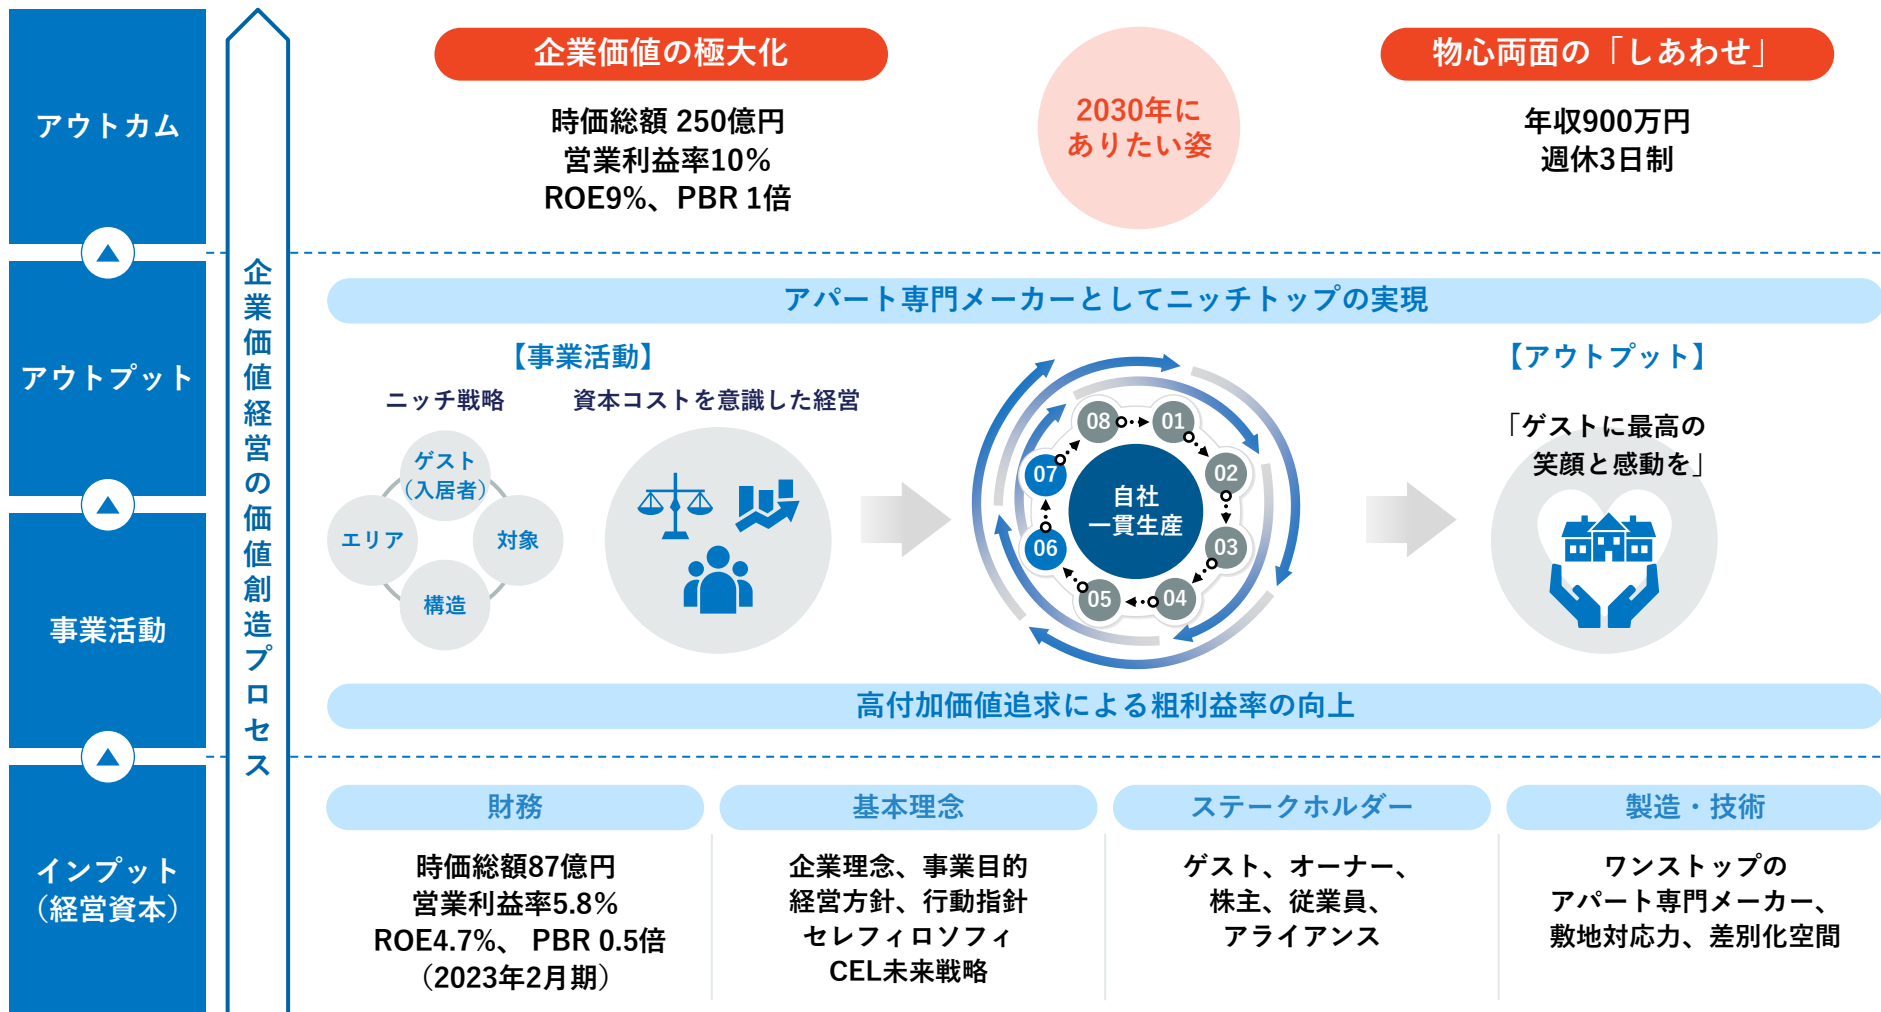 アウトカム
アウトプット
事業活動
インプット
（経営資本）
企業価値経営の価値創造プロセス
企業価値の極大化
時価総額 250億円
営業利益率10%
ROE9%、PBR 1倍
2030年に
ありたい姿
物心両面の「しあわせ」
年収900万円
週休3日制
アパート専門メーカーとしてニッチトップの実現
【事業活動】
ニッチ戦略
ゲスト
（入居者）
エリア
対象
構造
資本コストを意識した経営
自社
一貫生産
01
02
03
04
05
06
07
08
【アウトプット】
「ゲストに最高の
笑顔と感動を」
高付加価値追求による粗利益率の向上
財務
時価総額87億円
営業利益率5.8%
ROE4.7%、 PBR 0.5倍
（2023年2月期）
基本理念
企業理念、事業目的
経営方針、行動指針
セレフィロソフィ
CEL未来戦略
ステークホルダー
ゲスト、オーナー、
株主、従業員、
アライアンス
製造・技術
ワンストップの
アパート専門メーカー、
敷地対応力、差別化空間